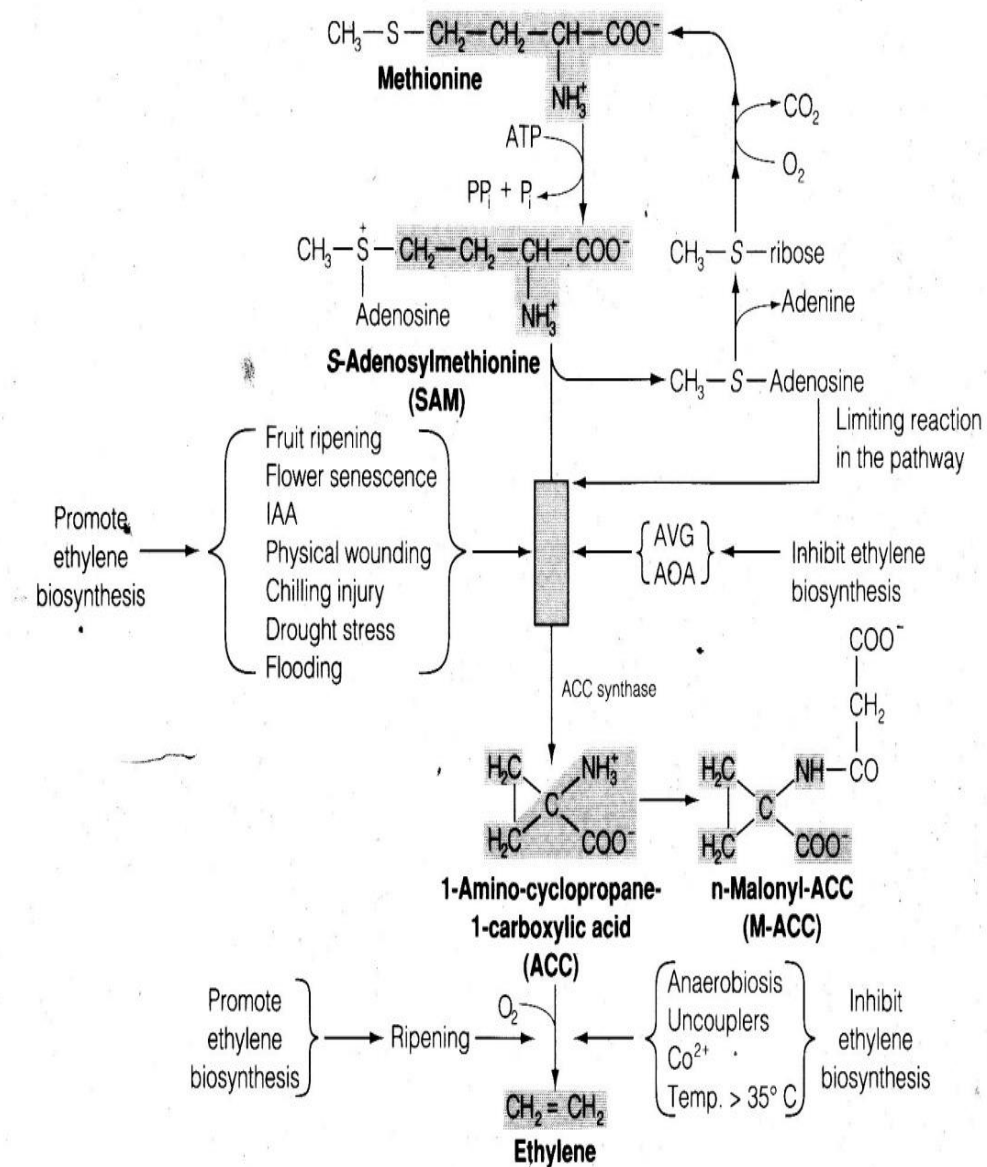 CH₃—S—CH₂—CH₂—CH—COO⁻
Methionine
NH₃⁺
ATP
PPᵢ + Pᵢ
CO₂
O₂
CH₃—S⁺—CH₂—CH₂—CH—COO⁻
Adenosine
NH₃⁺
S-Adenosylmethionine
(SAM)
CH₃—S—ribose
Adenine
CH₃—S—Adenosine
Limiting reaction
in the pathway
Promote
ethylene
biosynthesis
Fruit ripening
Flower senescence
IAA
Physical wounding
Chilling injury
Drought stress
Flooding
AVG
AOA
Inhibit ethylene
biosynthesis
ACC synthase
H₂C
NH₃⁺
C
H₂C
COO⁻
1-Amino-cyclopropane-
1-carboxylic acid
(ACC)
COO⁻
CH₂
H₂C
NH—CO
C
H₂C
COO⁻
n-Malonyl-ACC
(M-ACC)
Promote
ethylene
biosynthesis
Ripening
O₂
Anaerobiosis
Uncouplers
Co²⁺
Temp. > 35° C
Inhibit
ethylene
biosynthesis
CH₂ = CH₂
Ethylene